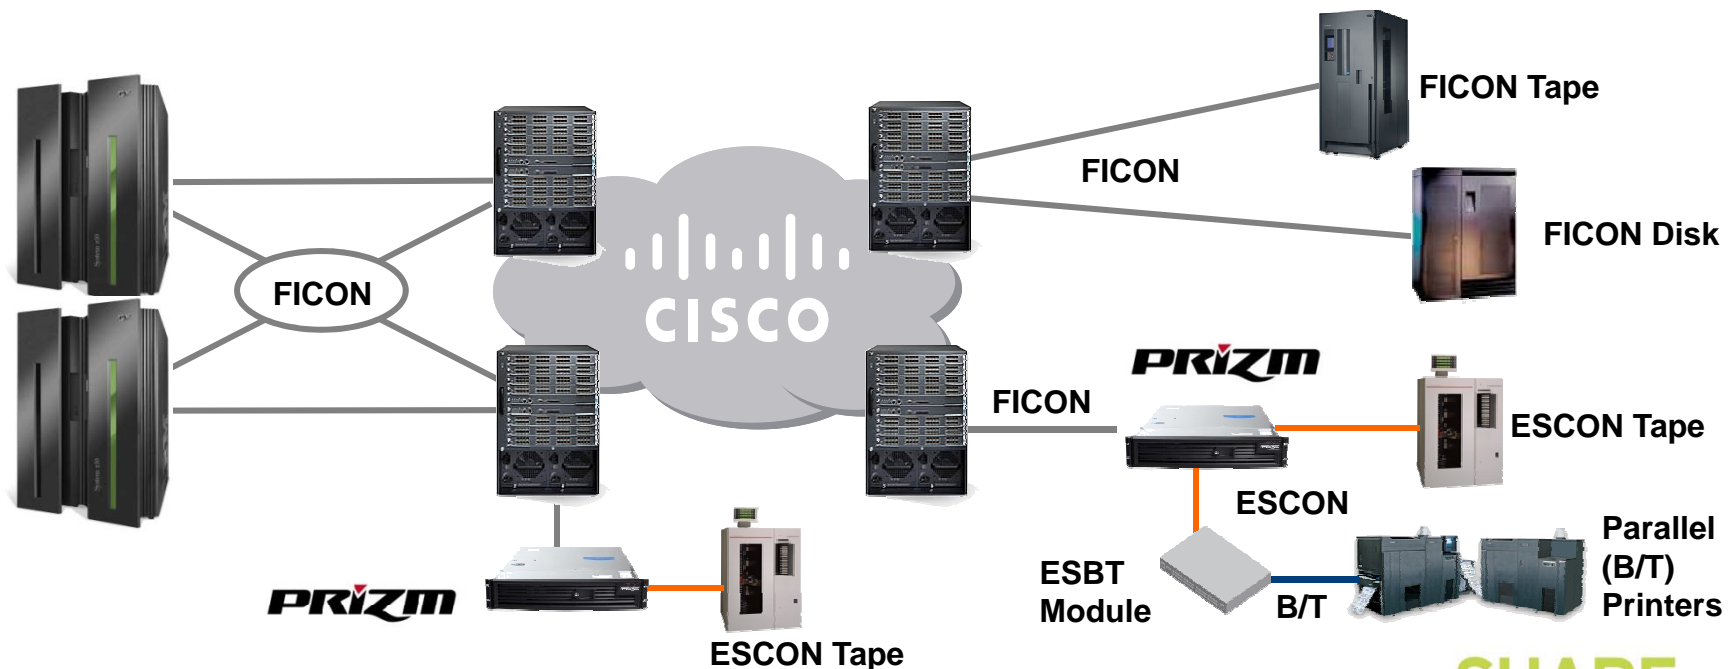 FICON Tape
FICON
FICON Disk
FICON
CISCO
PRIZM
FICON
ESCON Tape
ESCON
Parallel
(B/T)
Printers
ESBT
Module
B/T
PRIZM
ESCON Tape